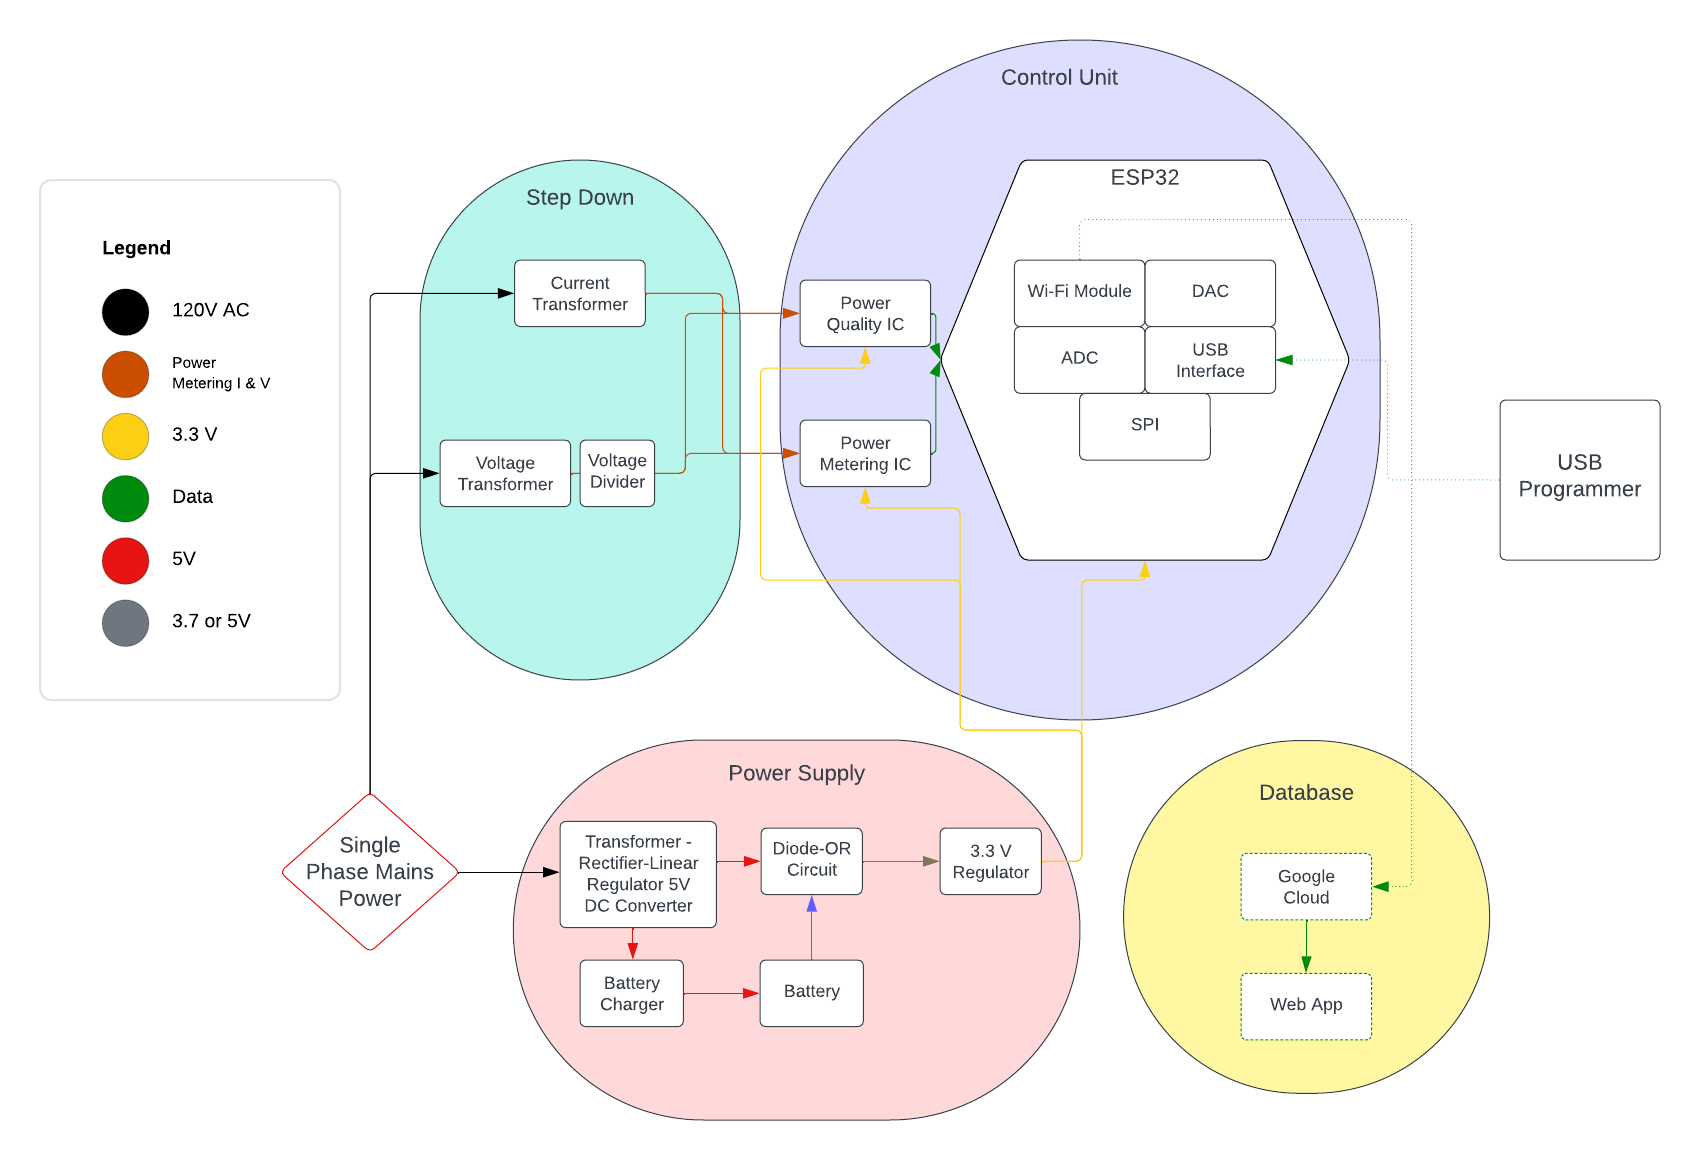 Control Unit
ESP32
Step Down
Legend
120V AC
Power
Metering I & V
3.3 V
Data
5V
3.7 or 5V
Current
Transformer
Voltage
Transformer
Voltage
Divider
Power
Quality IC
Power
Metering IC
Wi-Fi Module
DAC
ADC
USB
Interface
SPI
USB
Programmer
Single
Phase Mains
Power
Power Supply
Transformer -
Rectifier-Linear
Regulator 5V
DC Converter
Diode-OR
Circuit
3.3 V
Regulator
Battery
Charger
Battery
Database
Google
Cloud
Web App